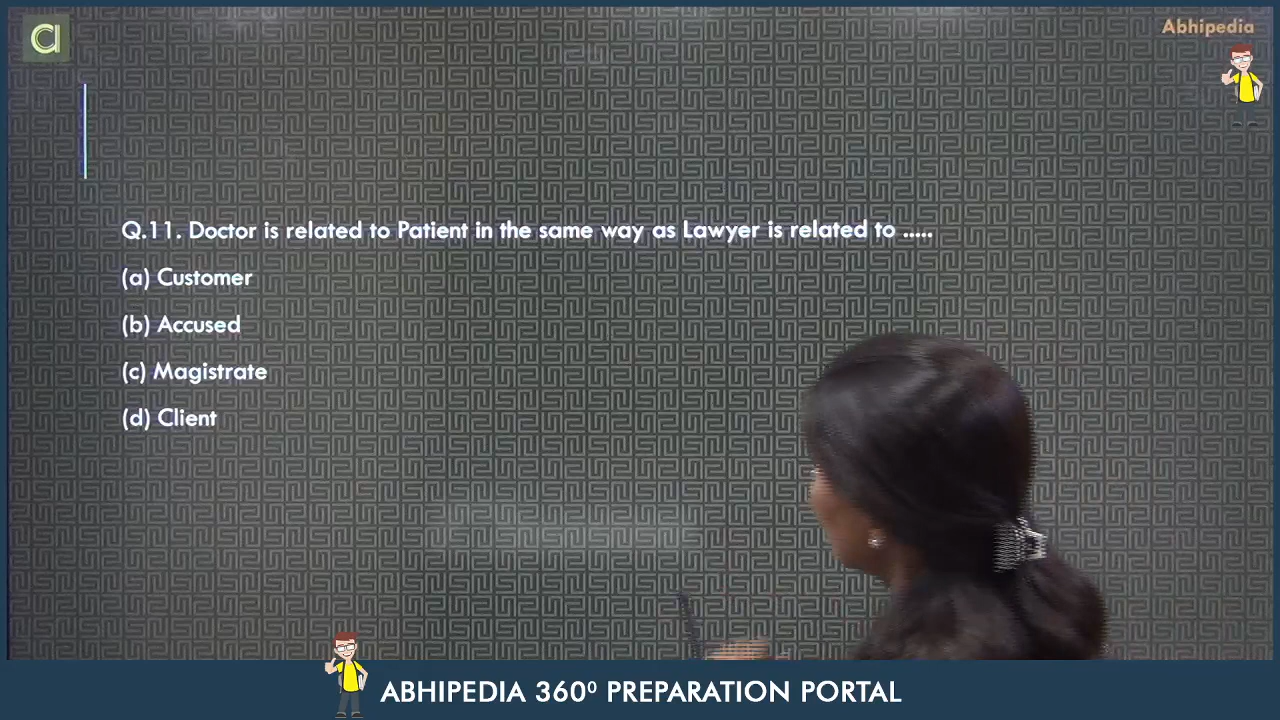 a
Abhipedia
Q.11. Doctor is related to Patient in the same way as Lawyer is related to .....
(a) Customer
(b) Accused
(c) Magistrate
(d) Client
ABHIPEDIA 360⁰ PREPARATION PORTAL